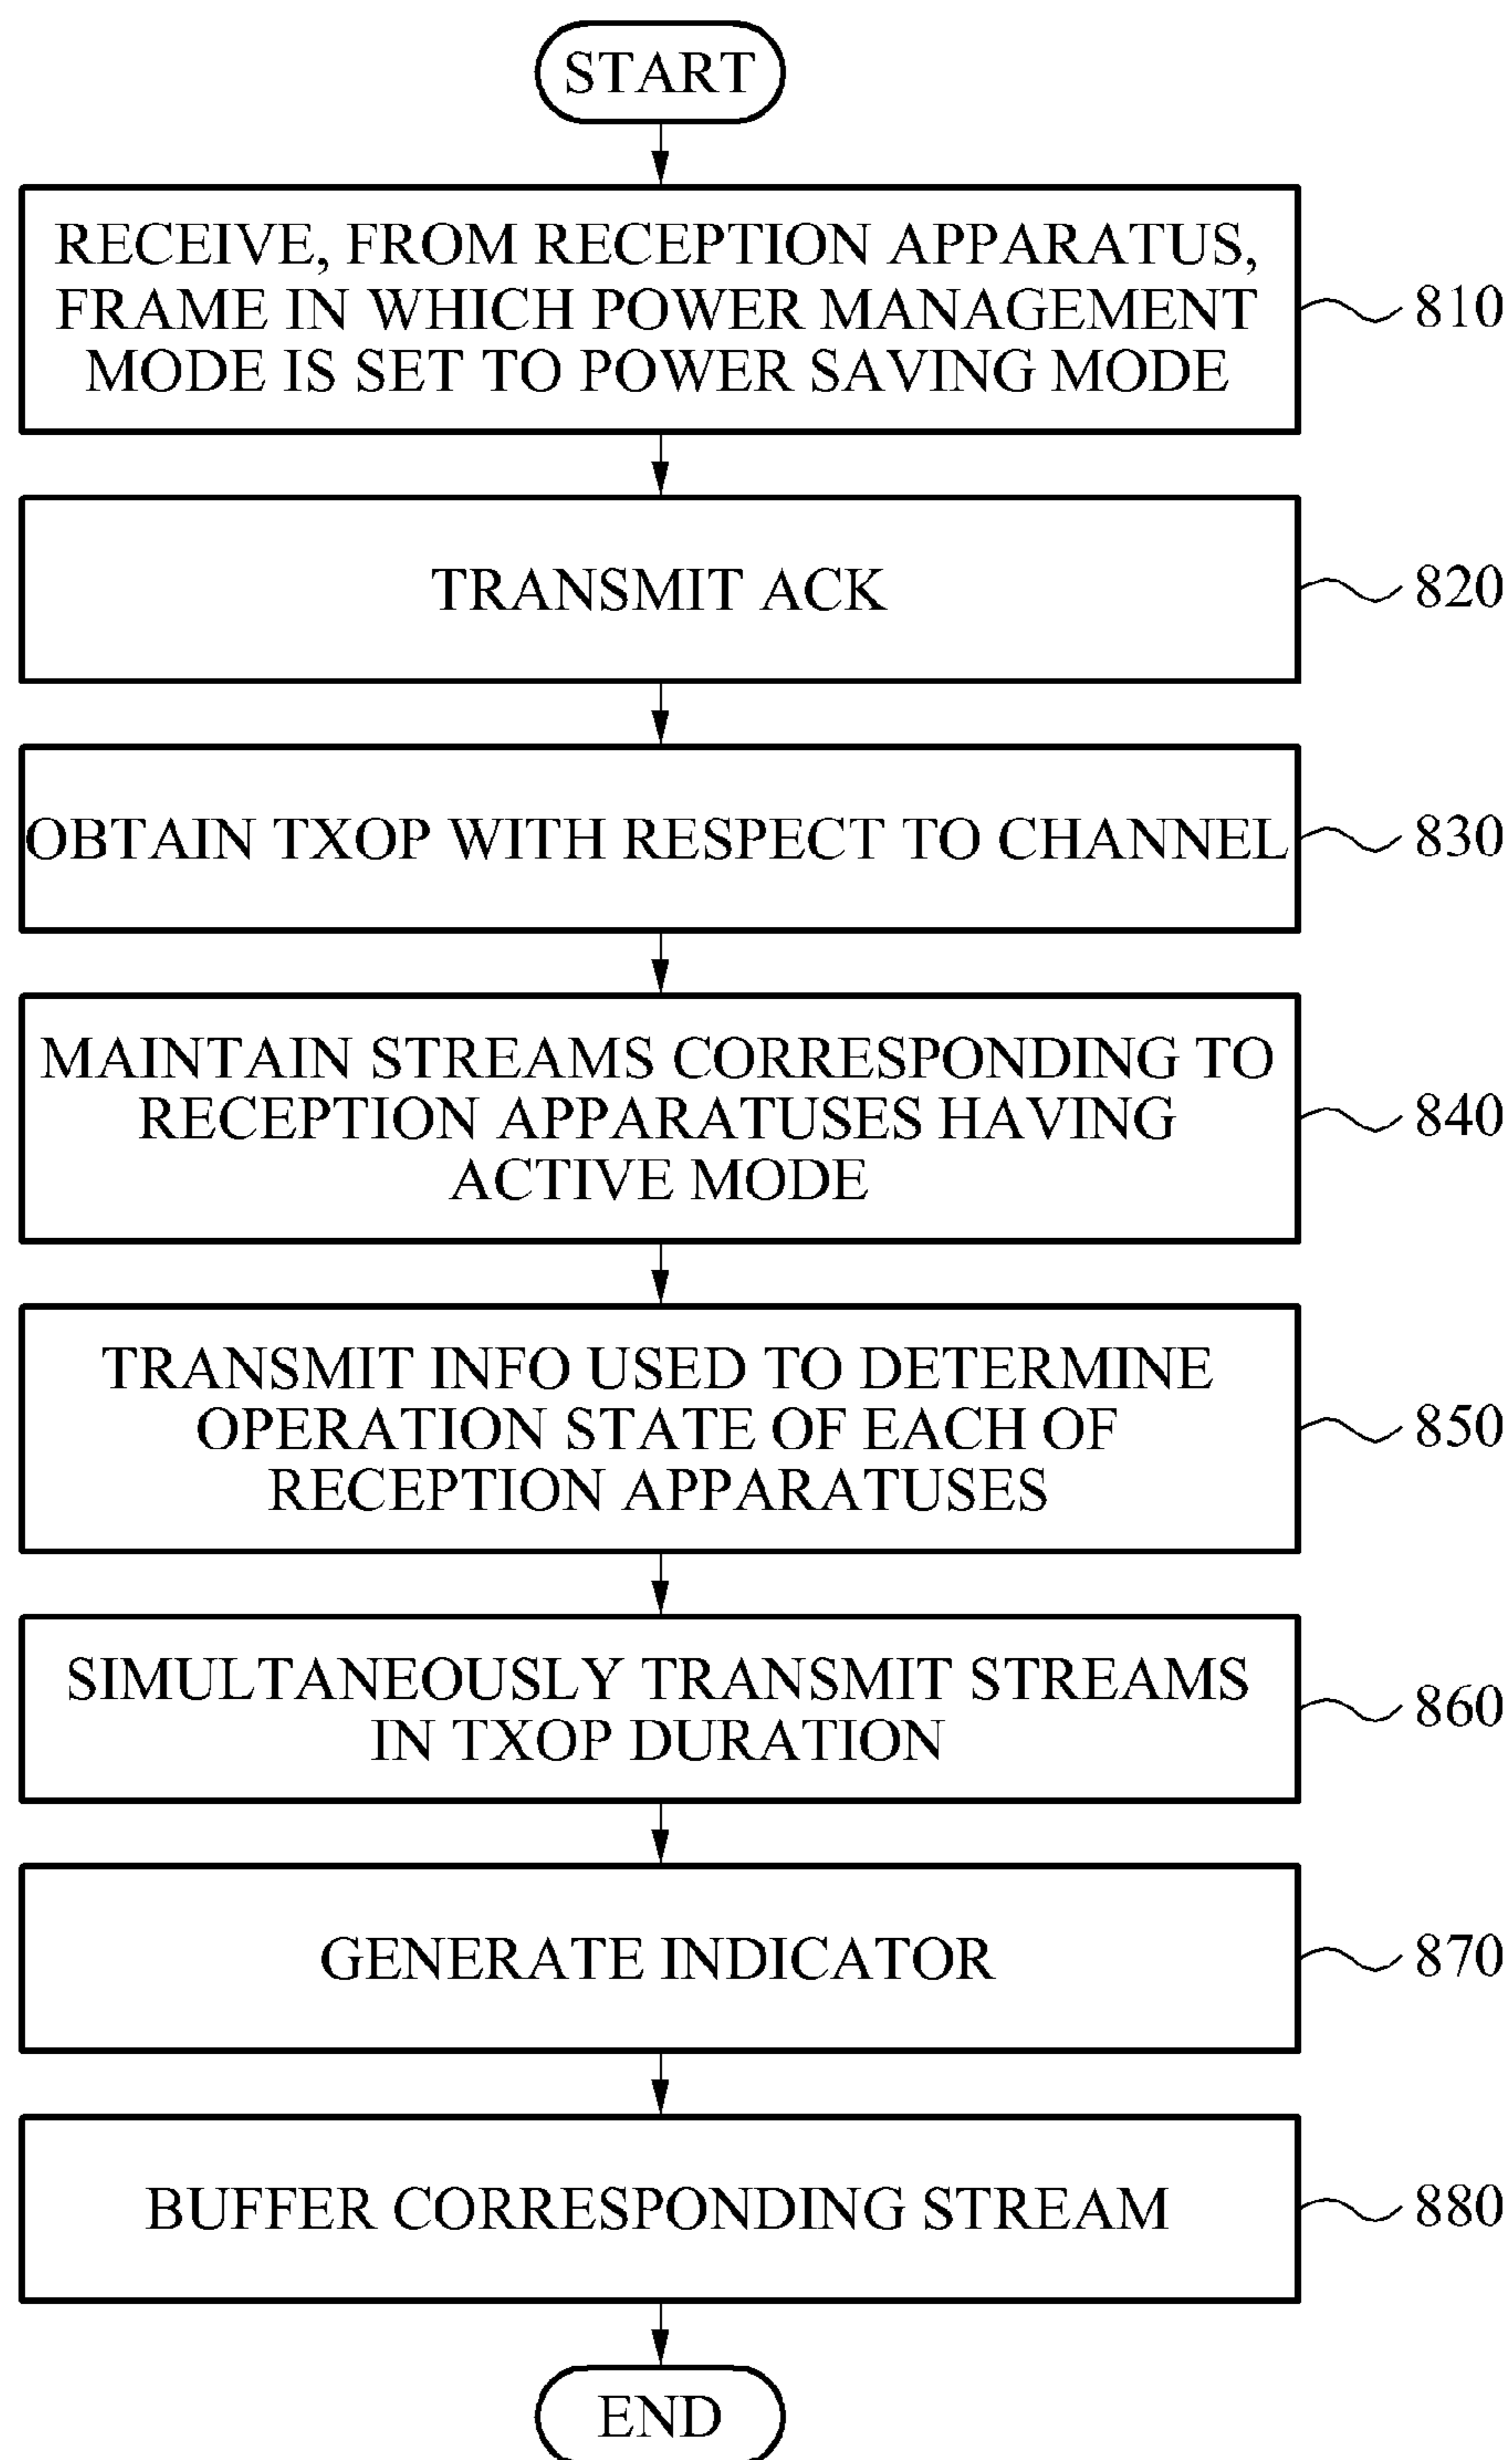 START
RECEIVE, FROM RECEPTION APPARATUS,
FRAME IN WHICH POWER MANAGEMENT
MODE IS SET TO POWER SAVING MODE
810
TRANSMIT ACK
820
OBTAIN TXOP WITH RESPECT TO CHANNEL
830
MAINTAIN STREAMS CORRESPONDING TO
RECEPTION APPARATUSES HAVING
ACTIVE MODE
840
TRANSMIT INFO USED TO DETERMINE
OPERATION STATE OF EACH OF
RECEPTION APPARATUSES
850
SIMULTANEOUSLY TRANSMIT STREAMS
IN TXOP DURATION
860
GENERATE INDICATOR
870
BUFFER CORRESPONDING STREAM
880
END